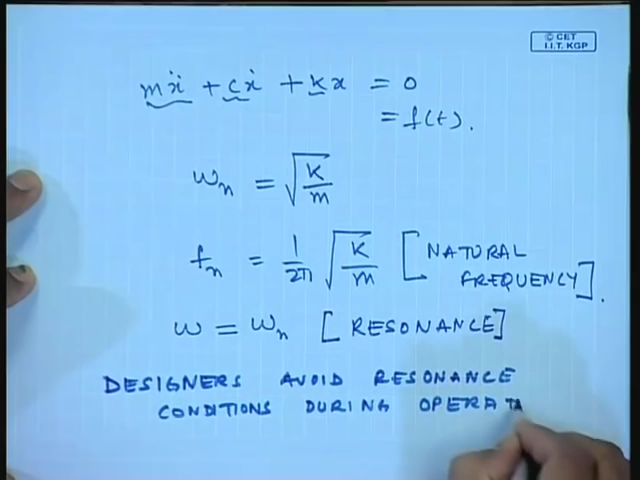 © CET
I.I.T. KGP
mẍ + cẋ + kx = 0
= f(t).
ωn = √(K/m)
fn = 1/2π √(K/m) [NATURAL
FREQUENCY].
ω = ωn [RESONANCE]
DESIGNERS AVOID RESONANCE
CONDITIONS DURING OPERAT